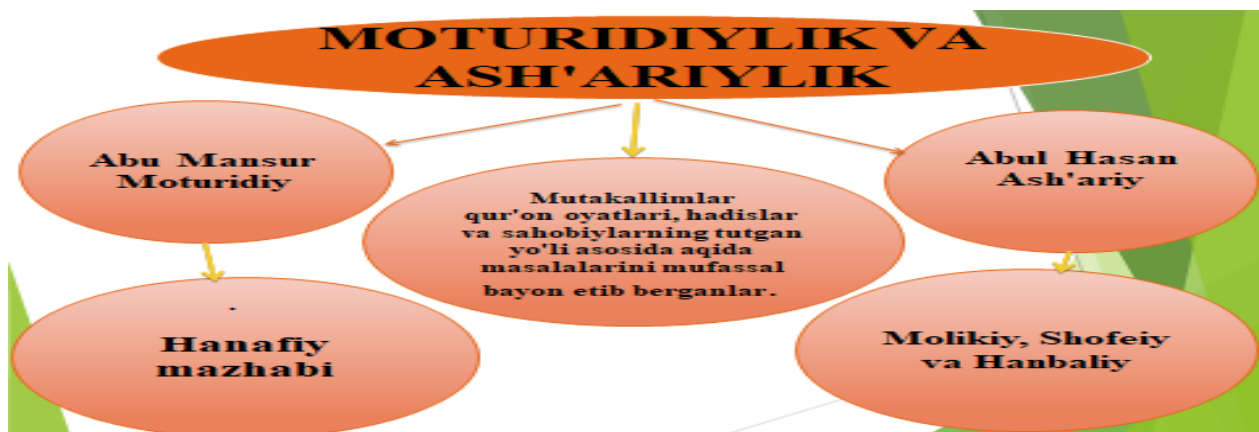 MOTURIDIYLIK VA
ASH'ARIYLIK
Abu Mansur
Moturidiy
Mutakallimlar
qur'on oyatlari, hadislar
va sahobiylarning tutgan
yo'li asosida aqida
masalalarini mufassal
bayon etib berganlar.
Abul Hasan
Ash'ariy
.
Hanafiy
mazhabi
Molikiy, Shofeiy
va Hanbaliy